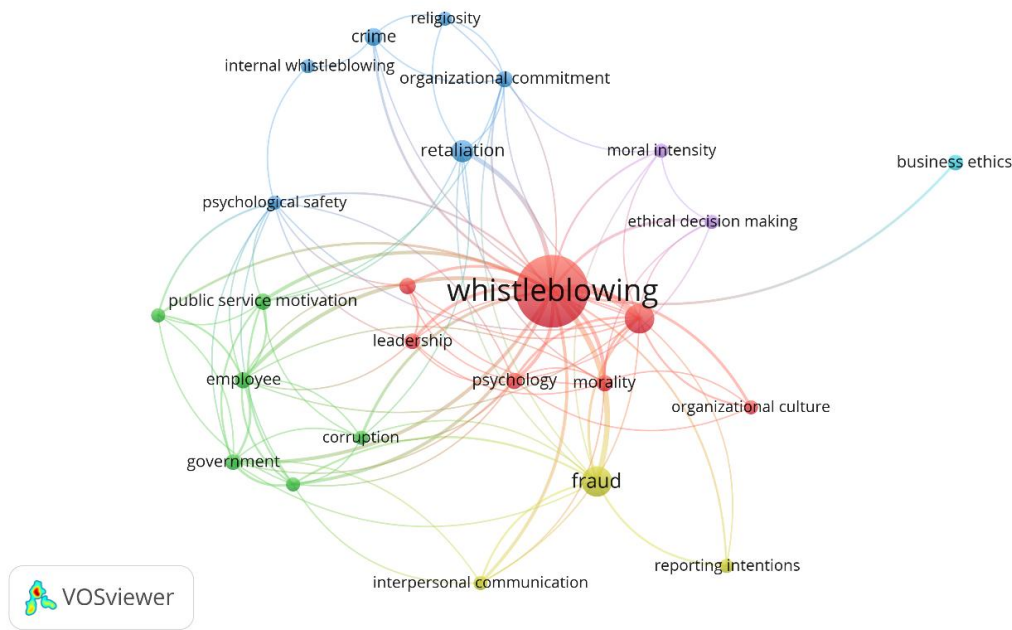 religiosity
crime
internal whistleblowing
organizational commitment
retaliation
moral intensity
business ethics
psychological safety
ethical decision making
whistleblowing
public service motivation
leadership
employee
psychology
morality
organizational culture
corruption
government
fraud
reporting intentions
interpersonal communication
VOSviewer